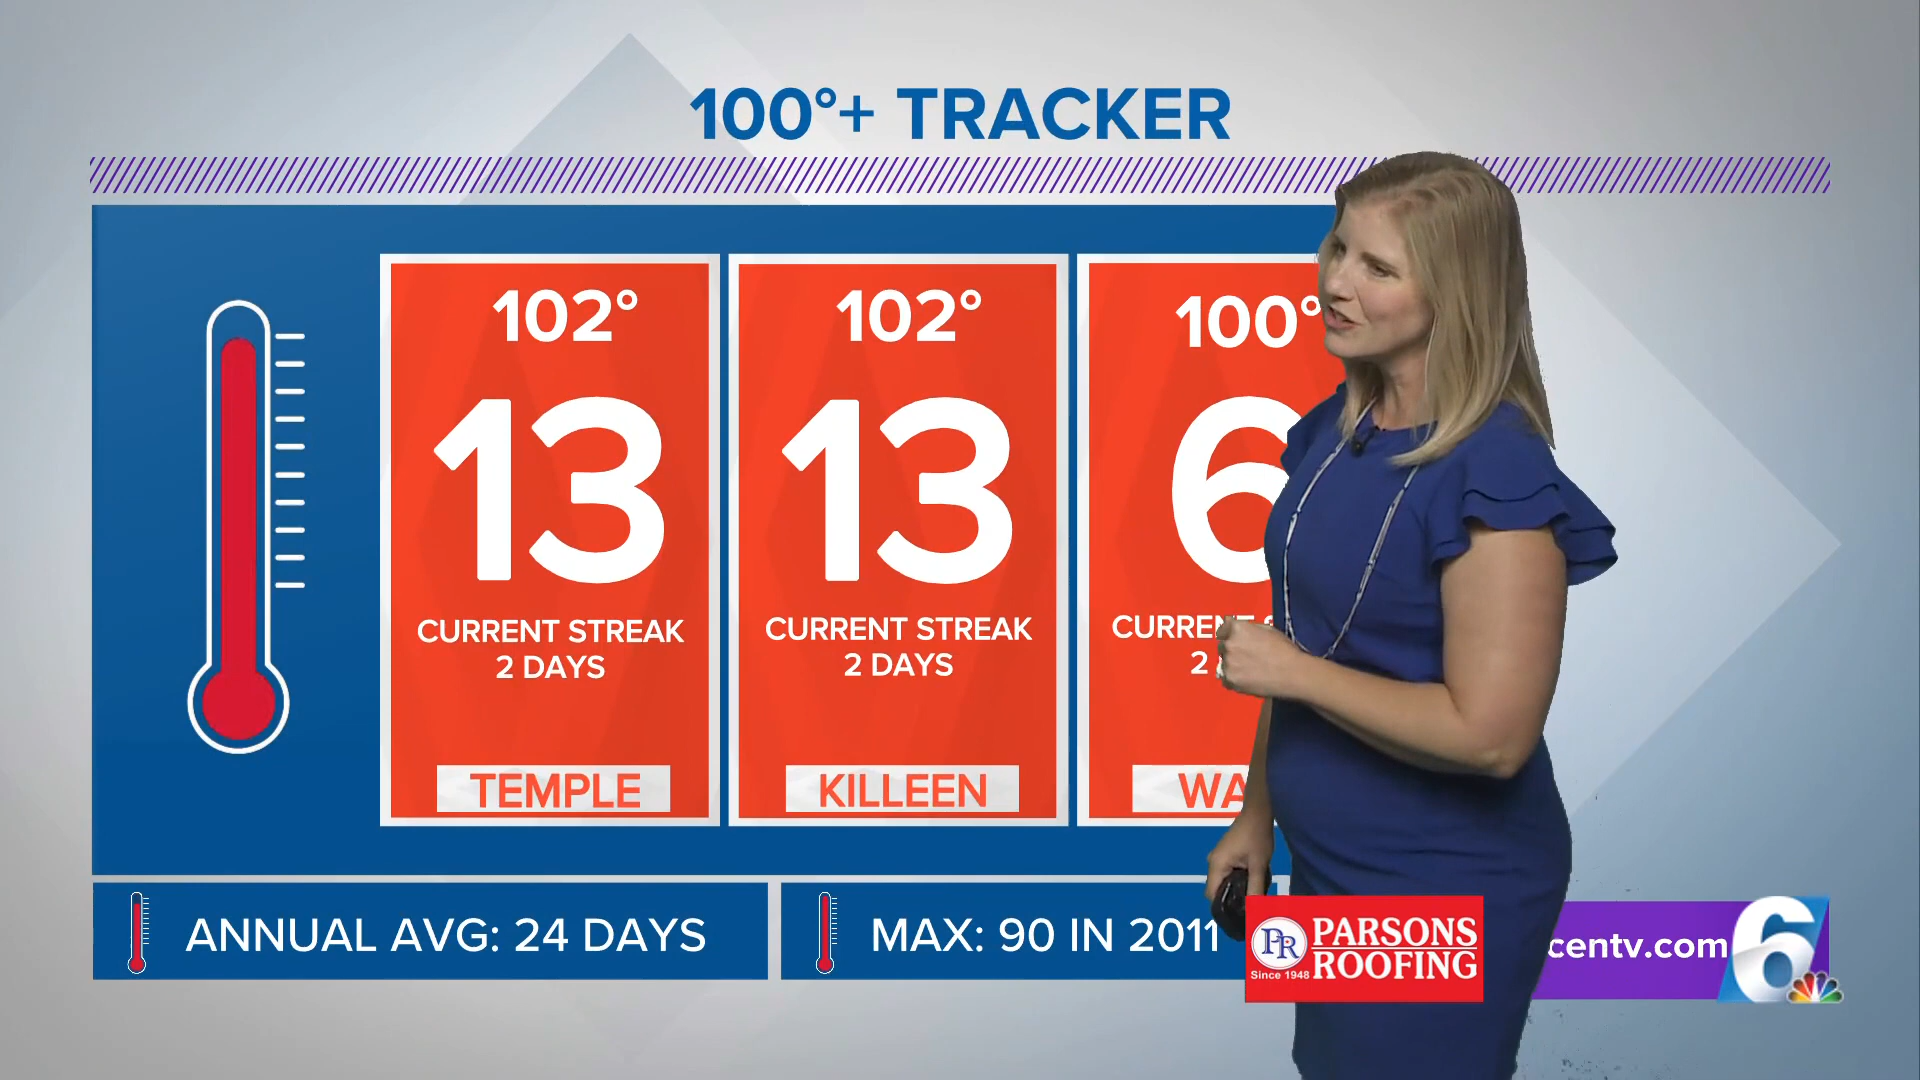 100°+ TRACKER
102°
13
CURRENT STREAK
2 DAYS
TEMPLE
102°
13
CURRENT STREAK
2 DAYS
KILLEEN
100°
6
2
ANNUAL AVG: 24 DAYS
MAX: 90 IN 2011
PR
Since 1948
PARSONS
ROOFING
centv.com
6